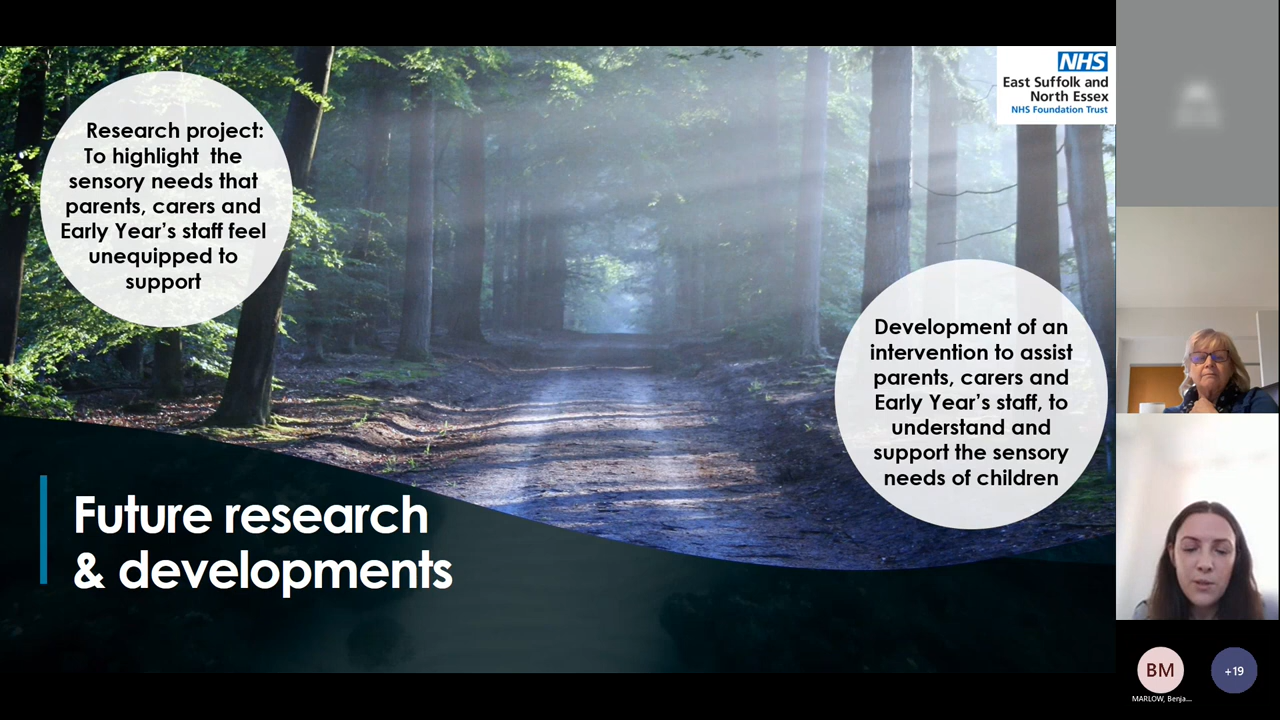 Research project:
To highlight the
sensory needs that
parents, carers and
Early Year's staff feel
unequipped to
support
NHS
East Suffolk and
North Essex
NHS Foundation Trust
Development of an
intervention to assist
parents, carers and
Early Year's staff, to
understand and
support the sensory
needs of children
Future research
& developments
BM
+19
MARLOW, Benja...